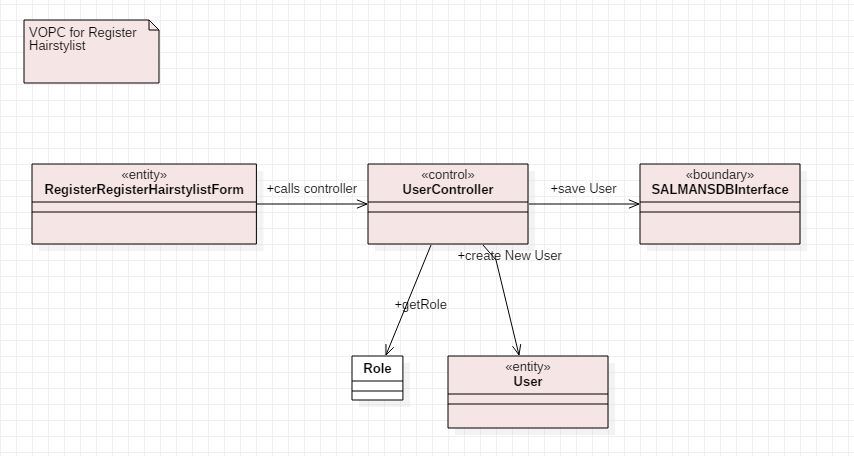 VOPC for Register
Hairstylist
«entity»
RegisterRegisterHairstylistForm
+calls controller
«control»
UserController
+save User
«boundary»
SALMANSDBInterface
+create New User
+getRole
Role
«entity»
User